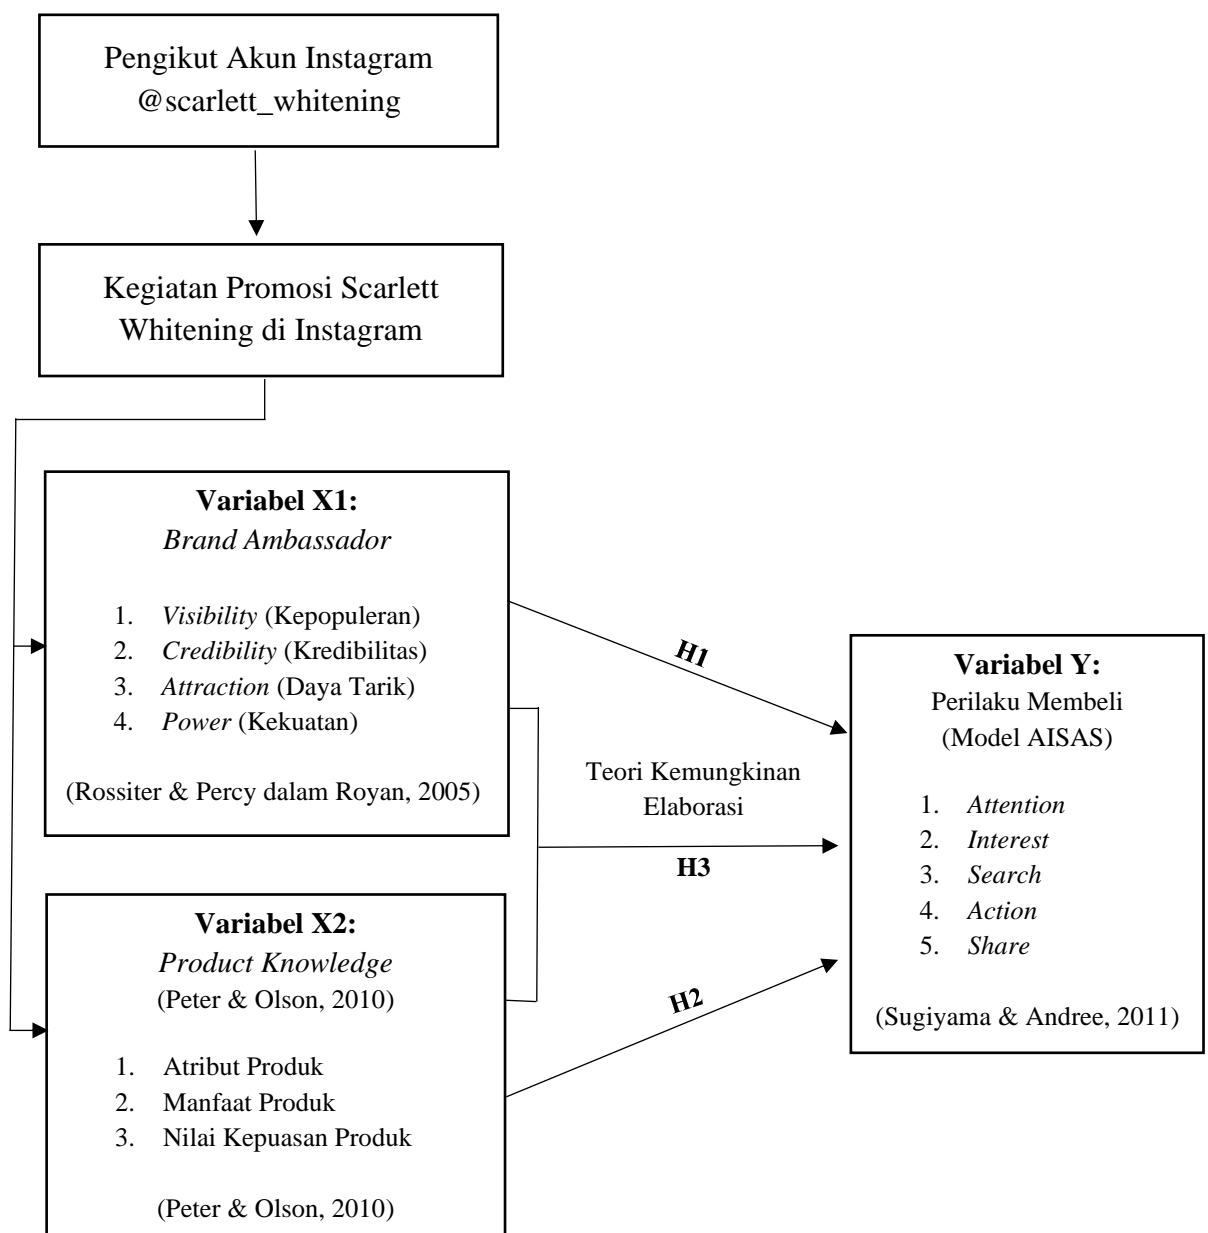 Pengikut Akun Instagram
@scarlett_whitening
Kegiatan Promosi Scarlett
Whitening di Instagram
Variabel X1:
Brand Ambassador
1. Visibility (Kepopuleran)
2. Credibility (Kredibilitas)
3. Attraction (Daya Tarik)
4. Power (Kekuatan)
(Rossiter & Percy dalam Royan, 2005)
Variabel X2:
Product Knowledge
(Peter & Olson, 2010)
1. Atribut Produk
2. Manfaat Produk
3. Nilai Kepuasan Produk
(Peter & Olson, 2010)
H1
Teori Kemungkinan
Elaborasi
H3
H2
Variabel Y:
Perilaku Membeli
(Model AISAS)
1. Attention
2. Interest
3. Search
4. Action
5. Share
(Sugiyama & Andree, 2011)